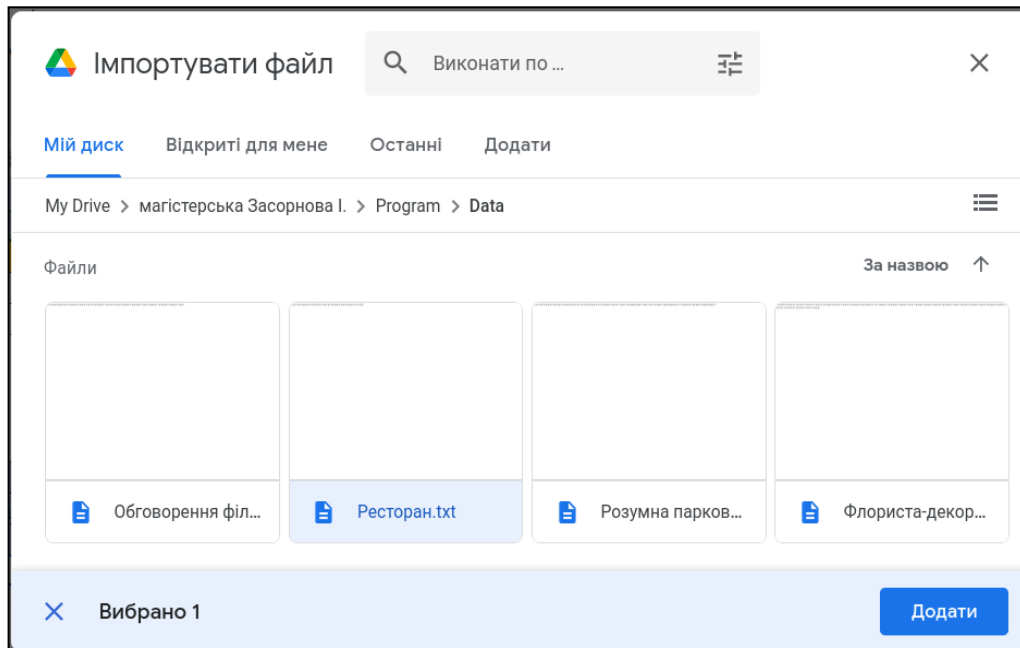 Імпортувати файл
Виконати по ...
Мій диск Відкриті для мене Останні Додати
My Drive > магістерська Засорнова І. > Program > Data
Файли
За назвою
Обговорення філ...
Ресторан.txt
Розумна парков...
Флориста-декор...
Вибрано 1
Додати